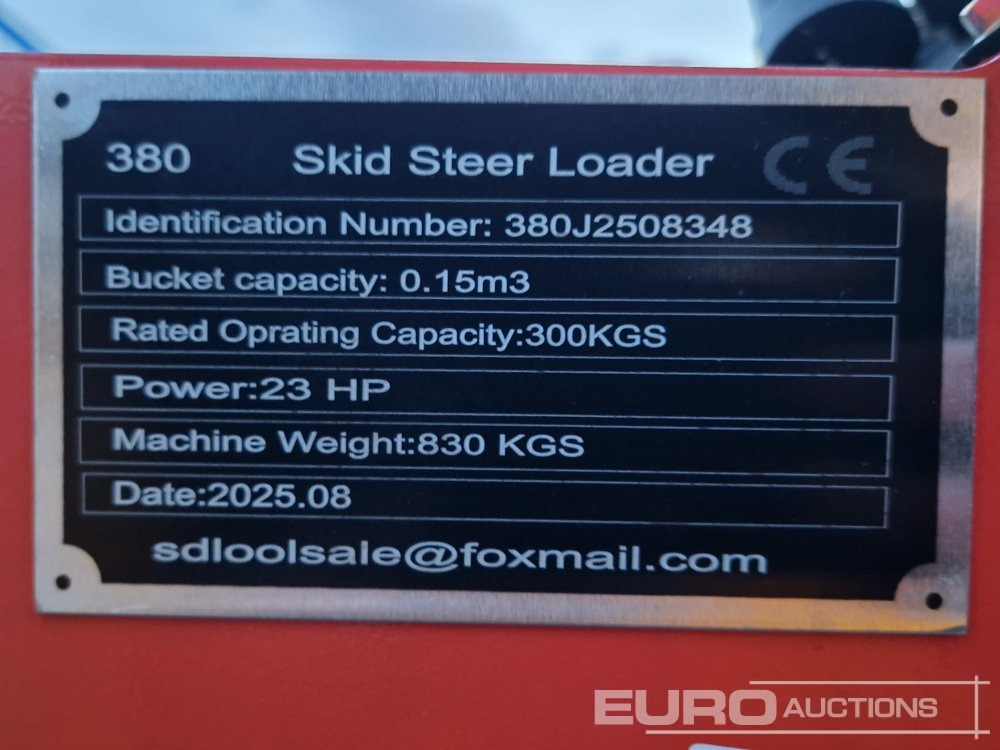 380 Skid Steer Loader CE
Identification Number: 380J2508348
Bucket capacity: 0.15m3
Rated Oprating Capacity:300KGS
Power:23 HP
Machine Weight:830 KGS
Date:2025.08
sdloolsale@foxmail.com
EURO AUCTIONS